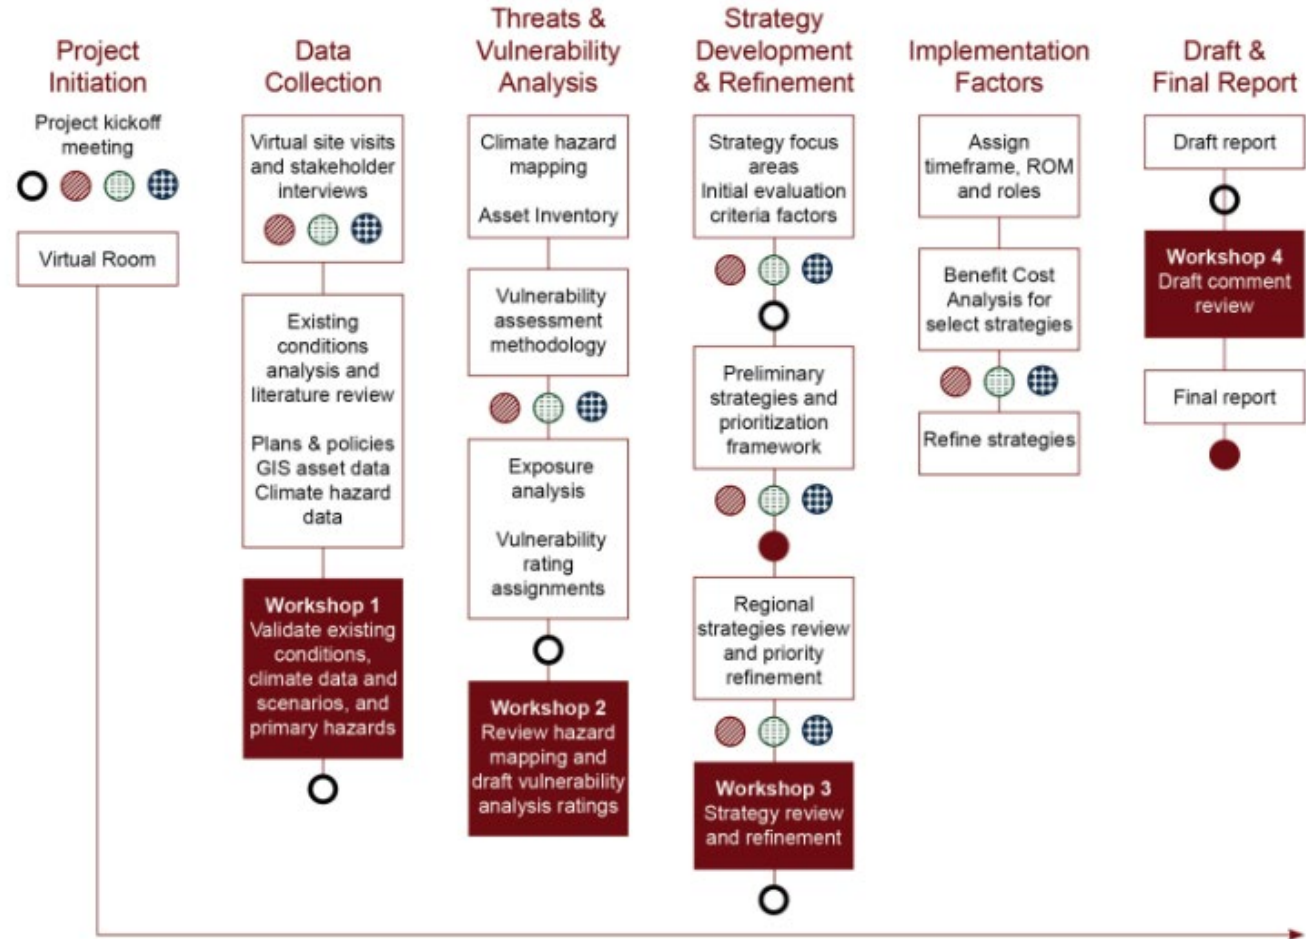 Project
Initiation
Project kickoff
meeting
Virtual Room
Data
Collection
Virtual site visits
and stakeholder
interviews
Existing
conditions
analysis and
literature review
Plans & policies
GIS asset data
Climate hazard
data
Workshop 1
Validate existing
conditions,
climate data and
scenarios, and
primary hazards
Threats &
Vulnerability
Analysis
Climate hazard
mapping
Asset Inventory
Vulnerability
assessment
methodology
Exposure
analysis
Vulnerability
rating
assignments
Workshop 2
Review hazard
mapping and
draft vulnerability
analysis ratings
Strategy
Development
& Refinement
Strategy focus
areas
Initial evaluation
criteria factors
Preliminary
strategies and
prioritization
framework
Regional
strategies review
and priority
refinement
Workshop 3
Strategy review
and refinement
Implementation
Factors
Assign
timeframe, ROM
and roles
Benefit Cost
Analysis for
select strategies
Refine strategies
Draft &
Final Report
Draft report
Workshop 4
Draft comment
review
Final report